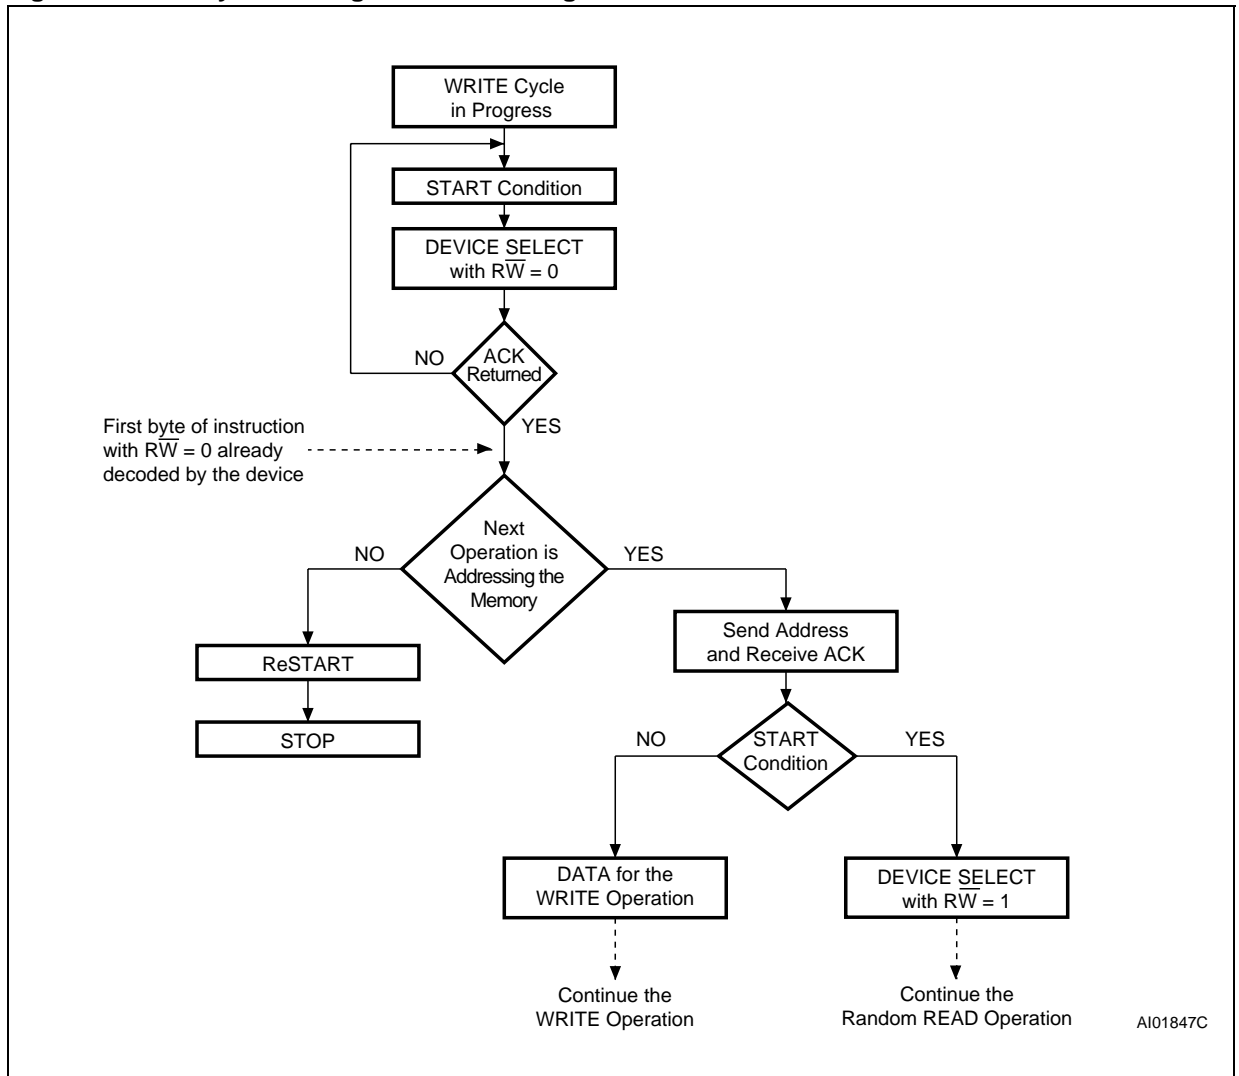 WRITE Cycle
in Progress
START Condition
DEVICE SELECT
with RW̅ = 0
ACK
Returned
NO
YES
First byte of instruction
with RW̅ = 0 already
decoded by the device
Next
Operation is
Addressing the
Memory
NO
YES
ReSTART
STOP
Send Address
and Receive ACK
START
Condition
NO
YES
DATA for the
WRITE Operation
DEVICE SELECT
with RW̅ = 1
Continue the
WRITE Operation
Continue the
Random READ Operation
AI01847C